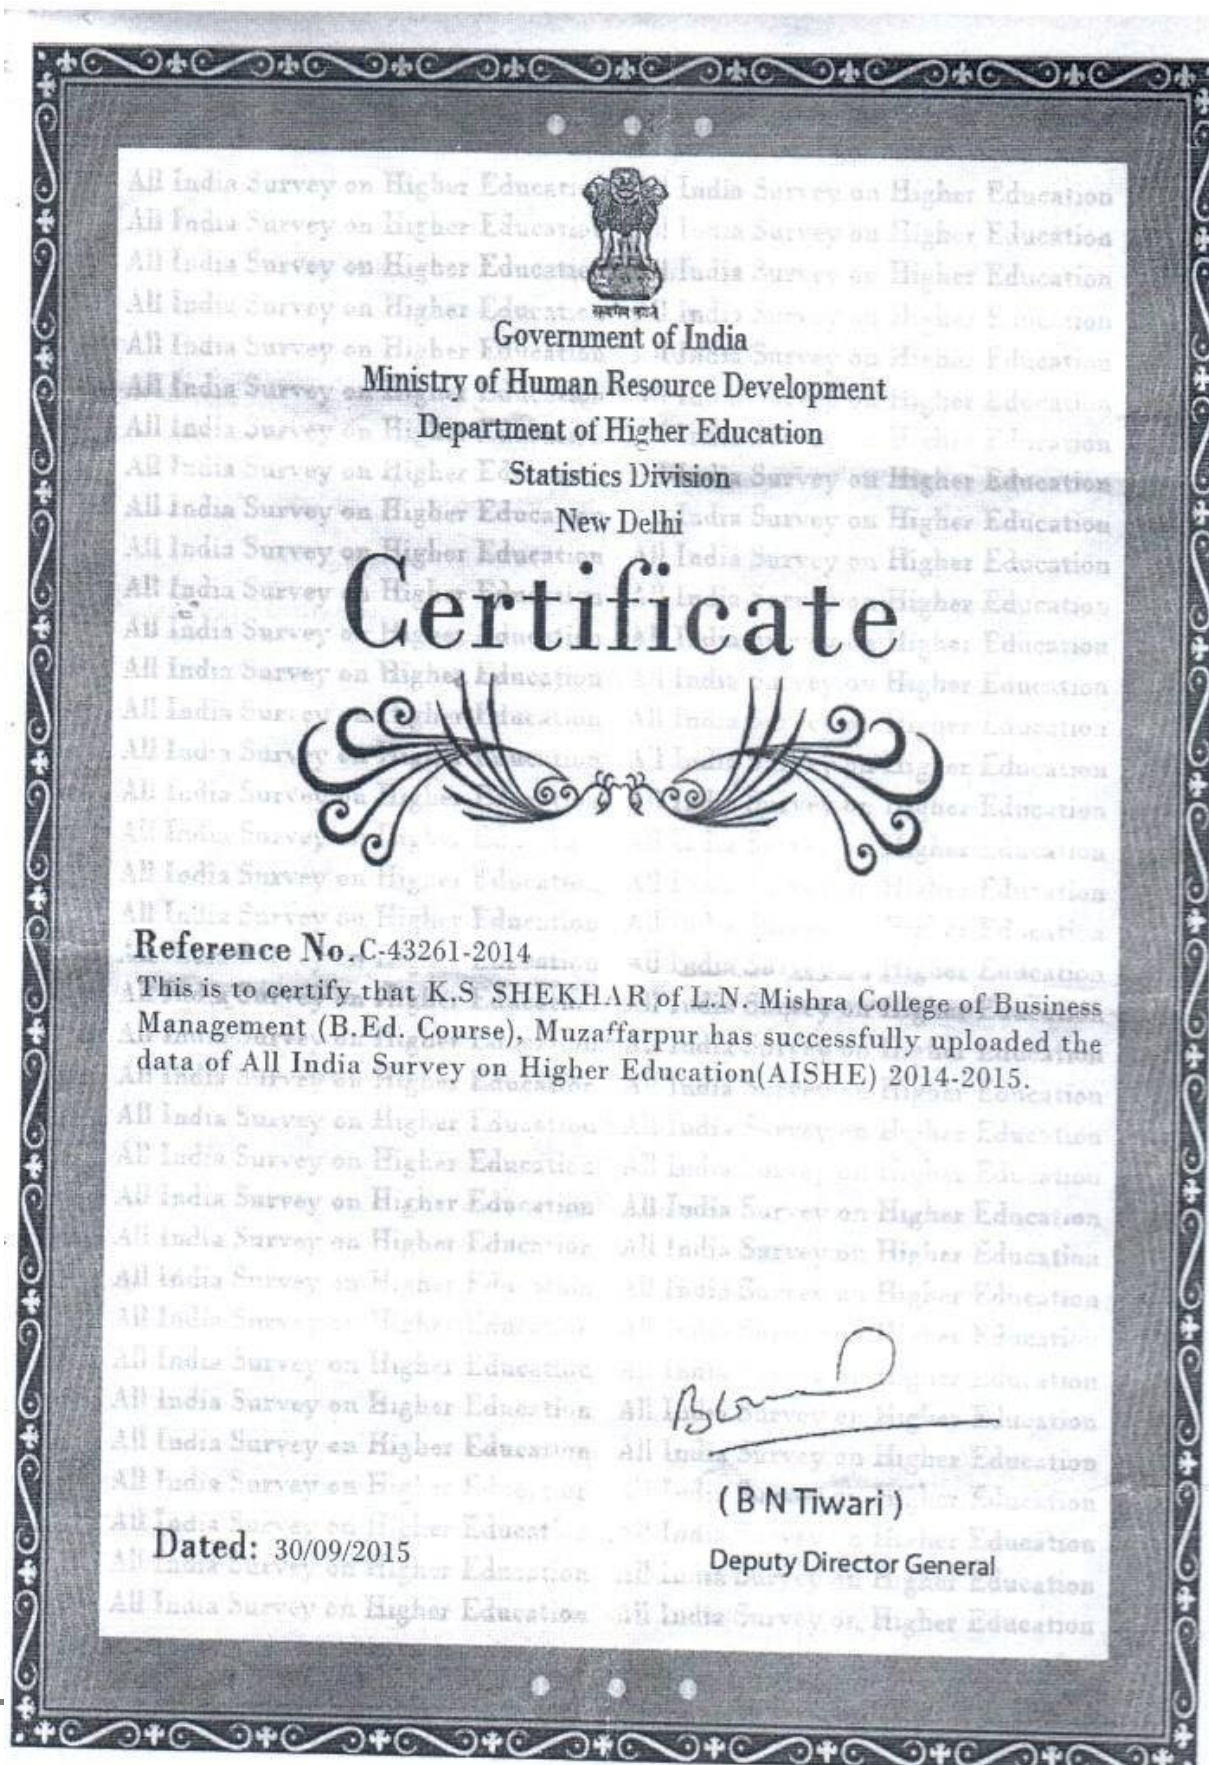 Government of India
Ministry of Human Resource Development
Department of Higher Education
Statistics Division
New Delhi
Certificate
Reference No. C-43261-2014
This is to certify that K.S SHEKHAR of L.N. Mishra College of Business
Management (B.Ed. Course), Muzaffarpur has successfully uploaded the
data of All India Survey on Higher Education(AISHE) 2014-2015.
( B N Tiwari )
Dated: 30/09/2015
Deputy Director General